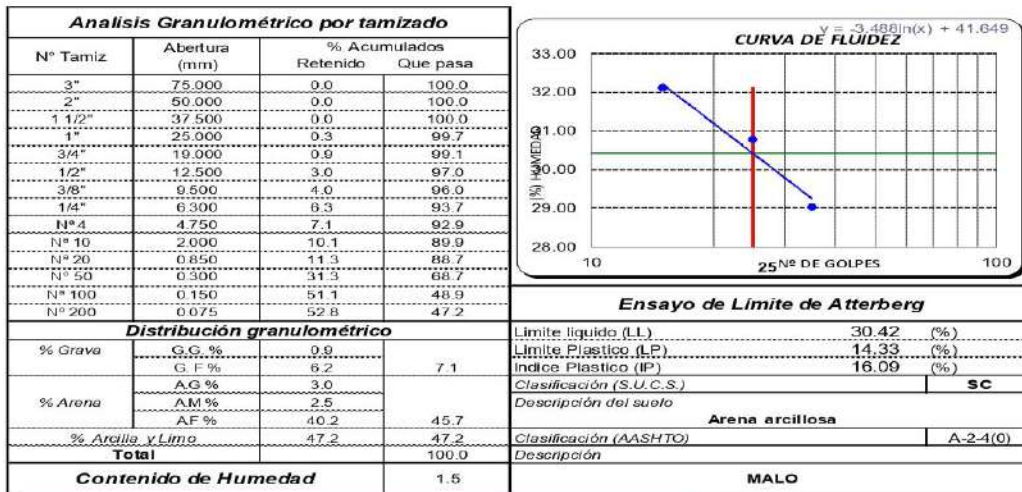 Analisis Granulométrico por tamizado
N° Tamiz Abertura (mm) % Acumulados
Retenido Que pasa
3" 75.000 0.0 100.0
2" 50.000 0.0 100.0
1 1/2" 37.500 0.0 100.0
1" 25.000 0.3 99.7
3/4" 19.000 0.9 99.1
1/2" 12.500 3.0 97.0
3/8" 9.500 4.0 96.0
1/4" 6.300 6.3 93.7
Nª 4 4.750 7.1 92.9
Nª 10 2.000 10.1 89.9
Nª 20 0.850 11.3 88.7
N° 50 0.300 31.3 68.7
Nª 100 0.150 51.1 48.9
N° 200 0.075 52.8 47.2
Distribución granulométrico
% Grava G.G. % 0.9
G. F % 6.2 7.1
% Arena A.G % 3.0
A.M % 2.5
A.F % 40.2 45.7
% Arcilla y Limo 47.2 47.2
Total 100.0
Contenido de Humedad 1.5
y = -3.488ln(x) + 41.649
CURVA DE FLUIDEZ
33.00
32.00
31.00
30.00
29.00
28.00
(%) HUMEDAD
10 25 Nº DE GOLPES 100
Ensayo de Límite de Atterberg
Limite liquido (LL) 30.42 (%)
Limite Plastico (LP) 14.33 (%)
Indice Plastico (IP) 16.09 (%)
Clasificación (S.U.C.S.) SC
Descripción del suelo
Arena arcillosa
Clasificación (AASHTO) A-2-4(0)
Descripción
MALO